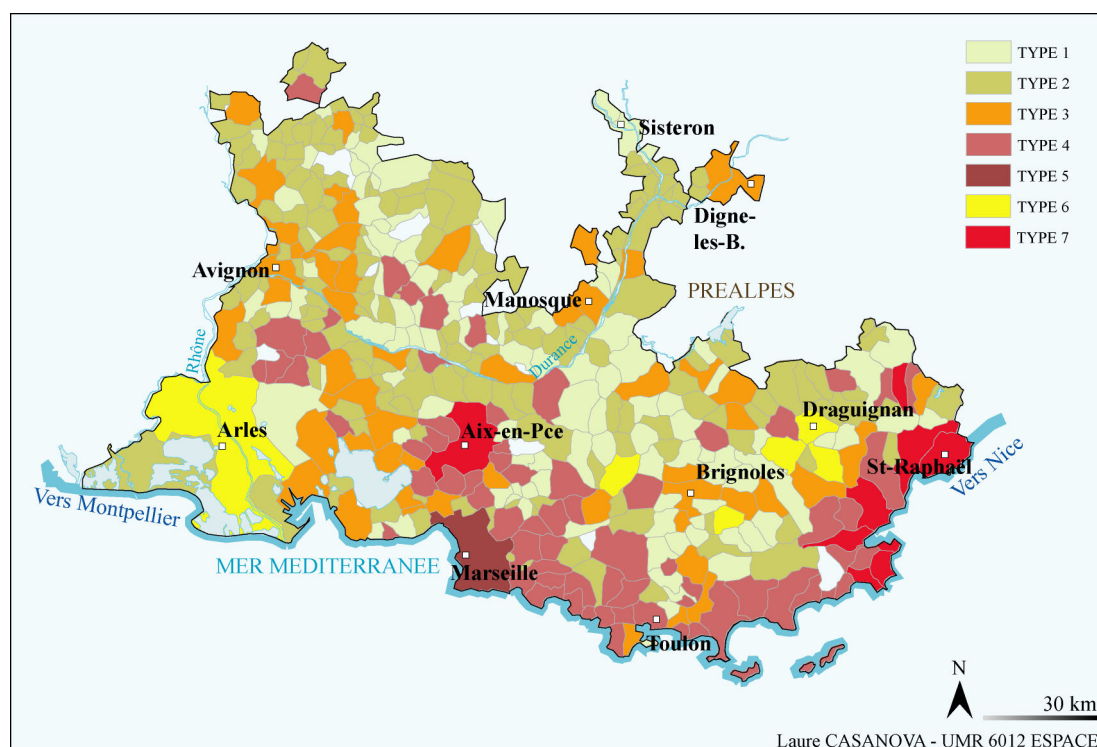 TYPE 1
TYPE 2
TYPE 3
TYPE 4
TYPE 5
TYPE 6
TYPE 7
Sisteron
Digne-
les-B.
Avignon
Manosque
PREALPES
Rhône
Durance
Draguignan
Arles
Aix-en-Pce
St-Raphaël
Brignoles
Vers Nice
Vers Montpellier
MER MEDITERRANEE
Marseille
Toulon
N
30 km
Laure CASANOVA - UMR 6012 ESPACE